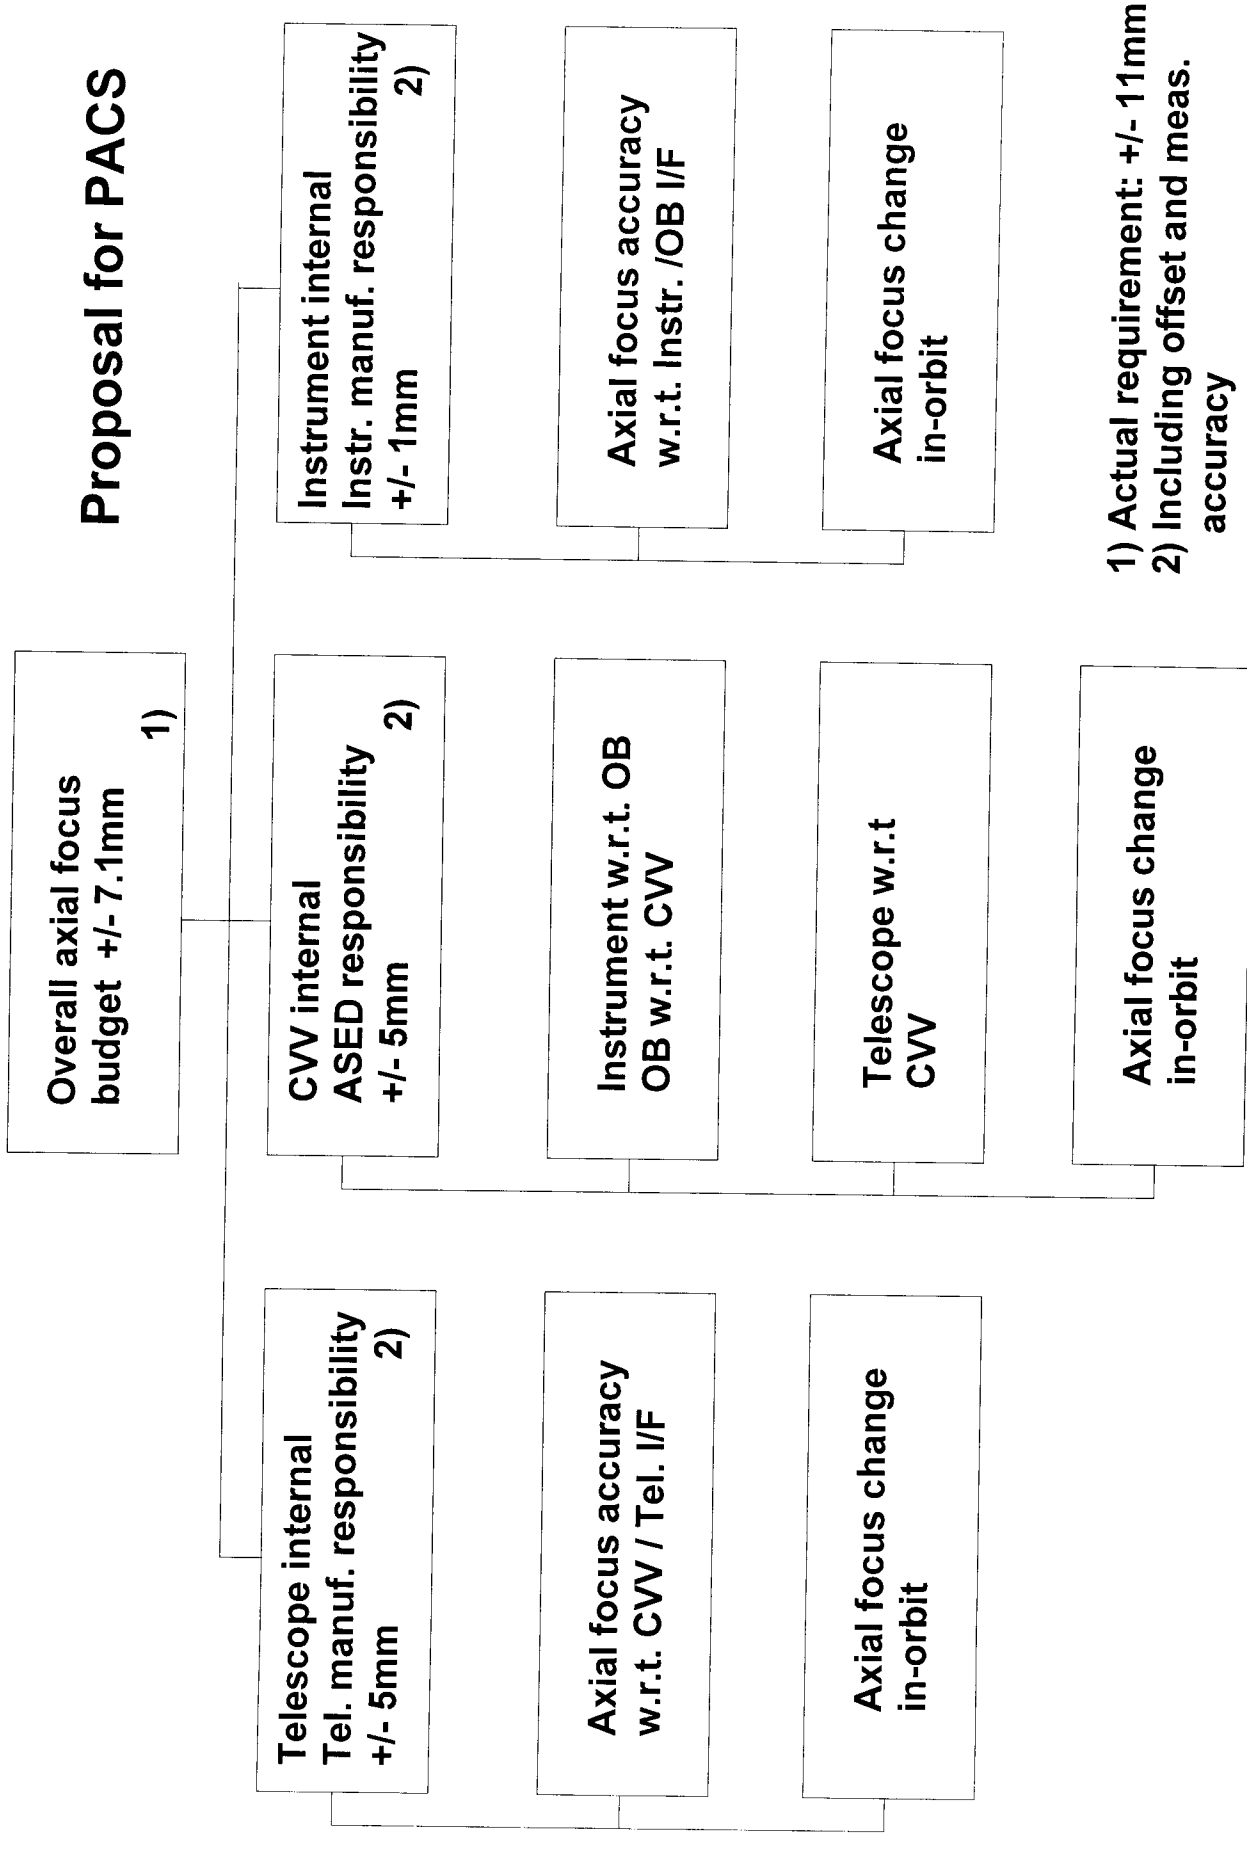 Proposal for PACS
Overall axial focus
budget +/- 7.1mm
1)
Telescope internal
Tel. manuf. responsibility
+/- 5mm
2)
Axial focus accuracy
w.r.t. CVV / Tel. I/F
Axial focus change
in-orbit
CVV internal
ASED responsibility
+/- 5mm
2)
Instrument w.r.t. OB
OB w.r.t. CVV
Telescope w.r.t
CVV
Axial focus change
in-orbit
Instrument internal
Instr. manuf. responsibility
+/- 1mm
2)
Axial focus accuracy
w.r.t. Instr. /OB I/F
Axial focus change
in-orbit
1) Actual requirement: +/- 11mm
2) Including offset and meas.
accuracy